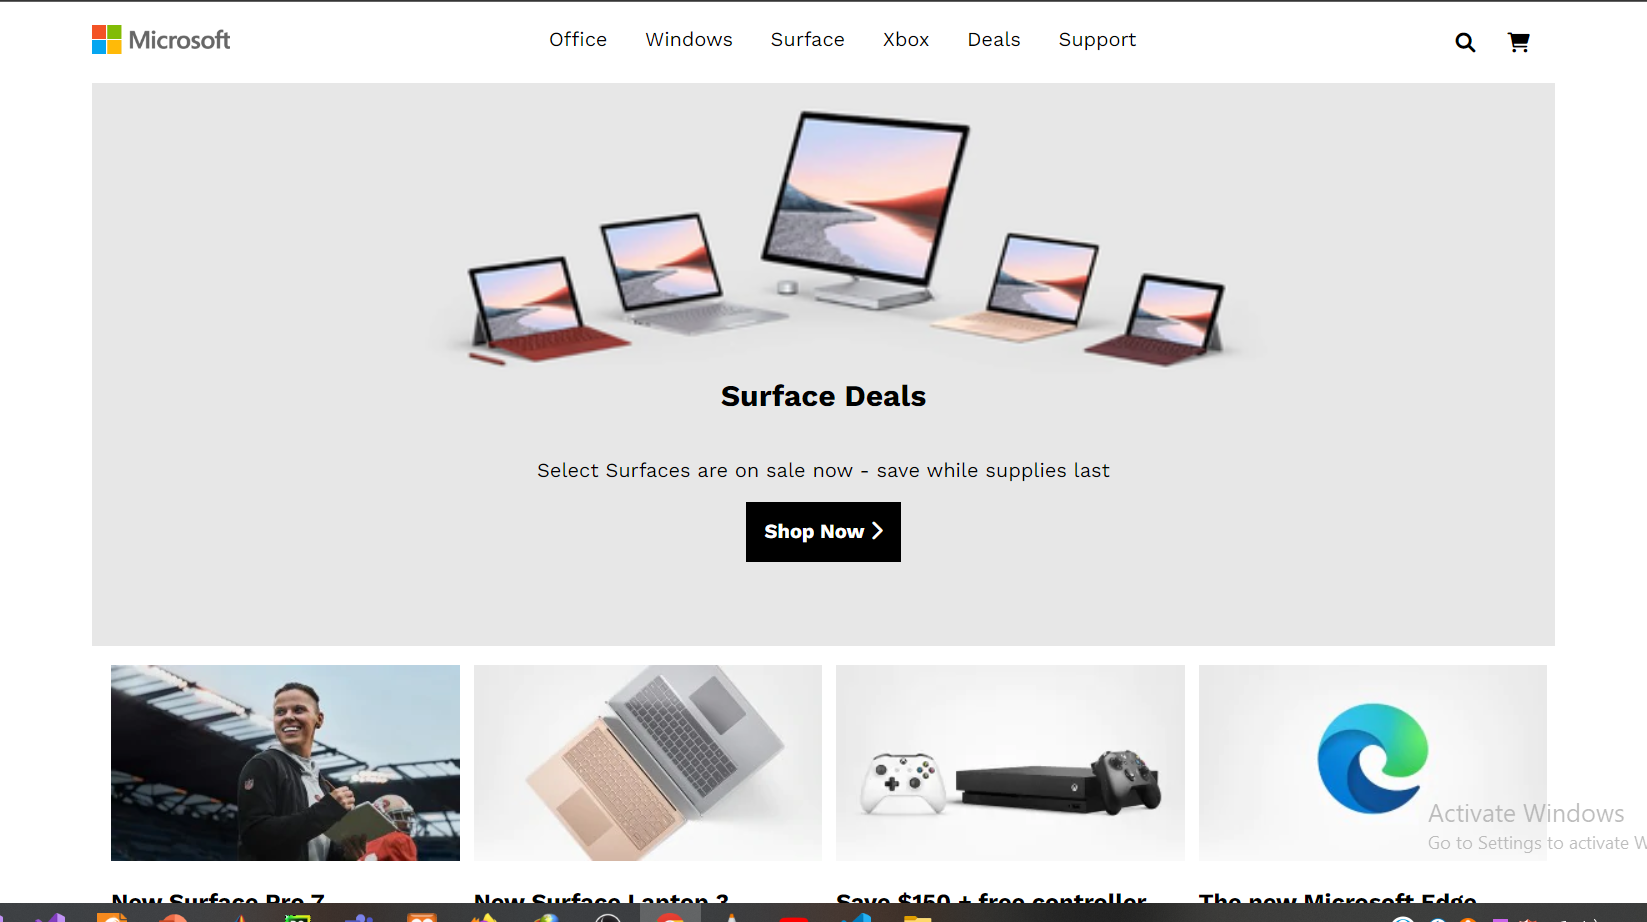 Microsoft
Office Windows Surface Xbox Deals Support
Surface Deals
Select Surfaces are on sale now - save while supplies last
Shop Now
Activate Windows
Go to Settings to activate W
New Surface Pro 7
New Surface Laptop 3
Save $150 + free controller
The new Microsoft Edge